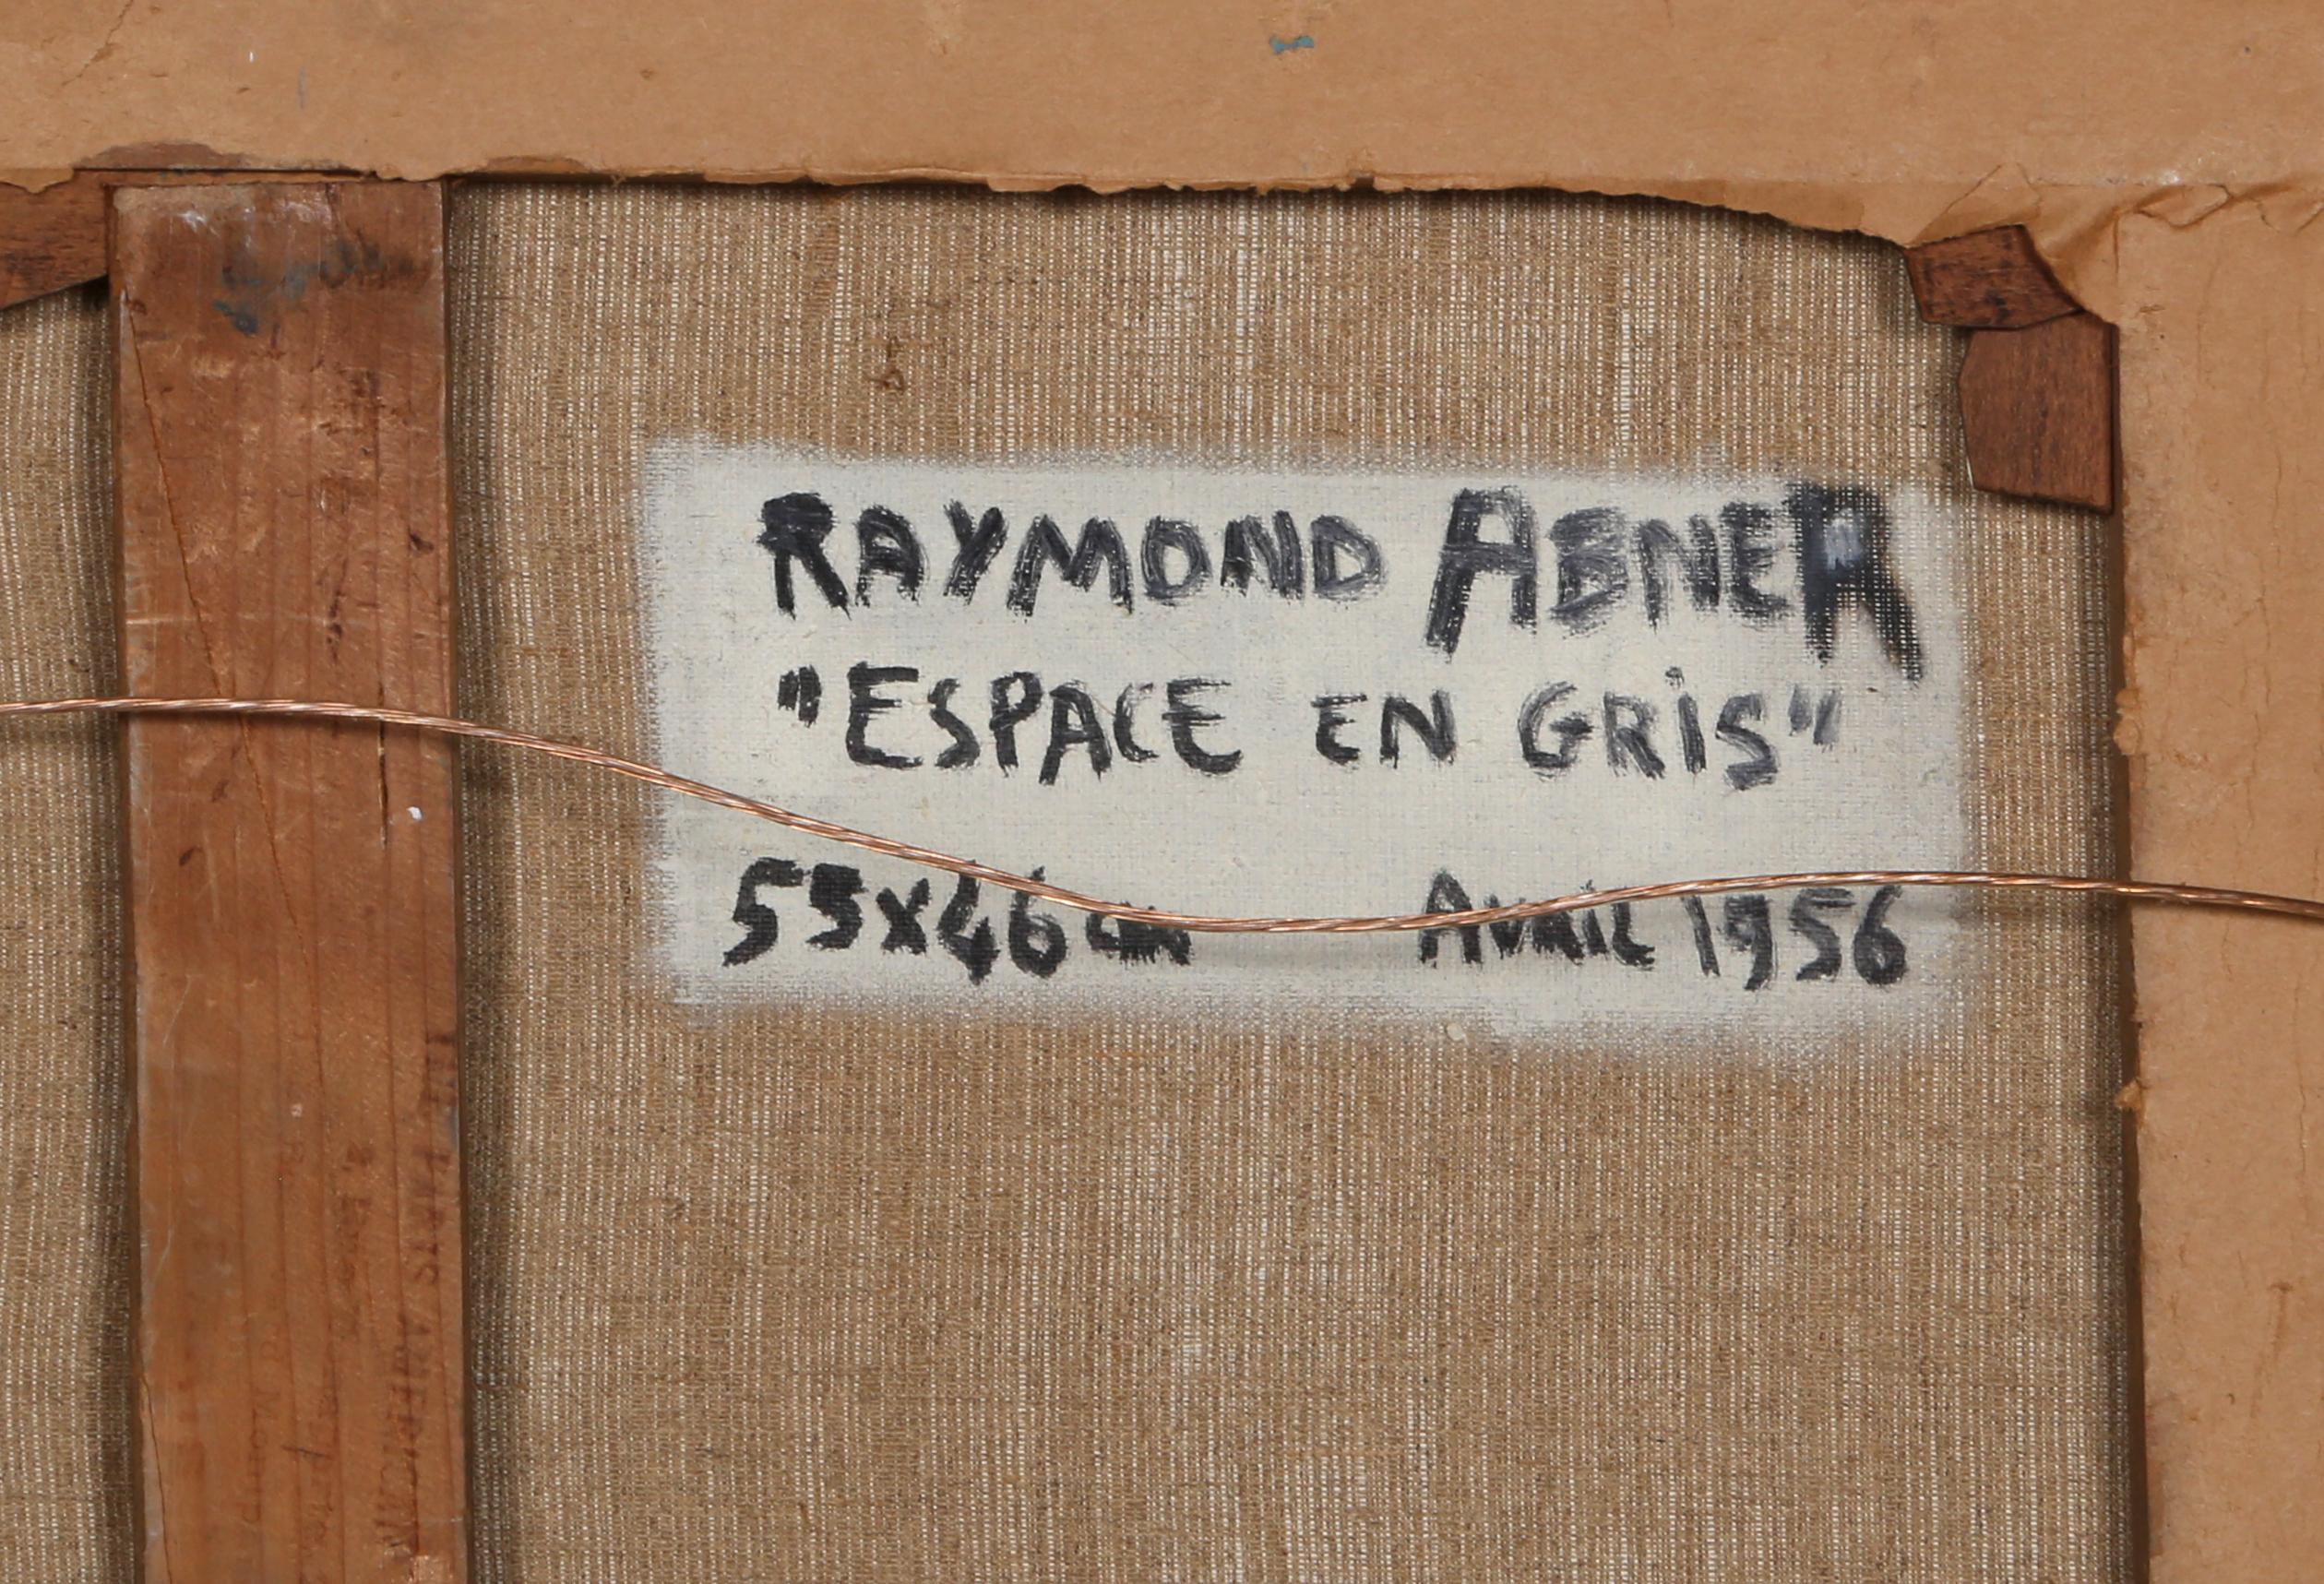 RAYMOND ABNER
"ESPACE EN GRIS"
55x46 cm Avril 1956